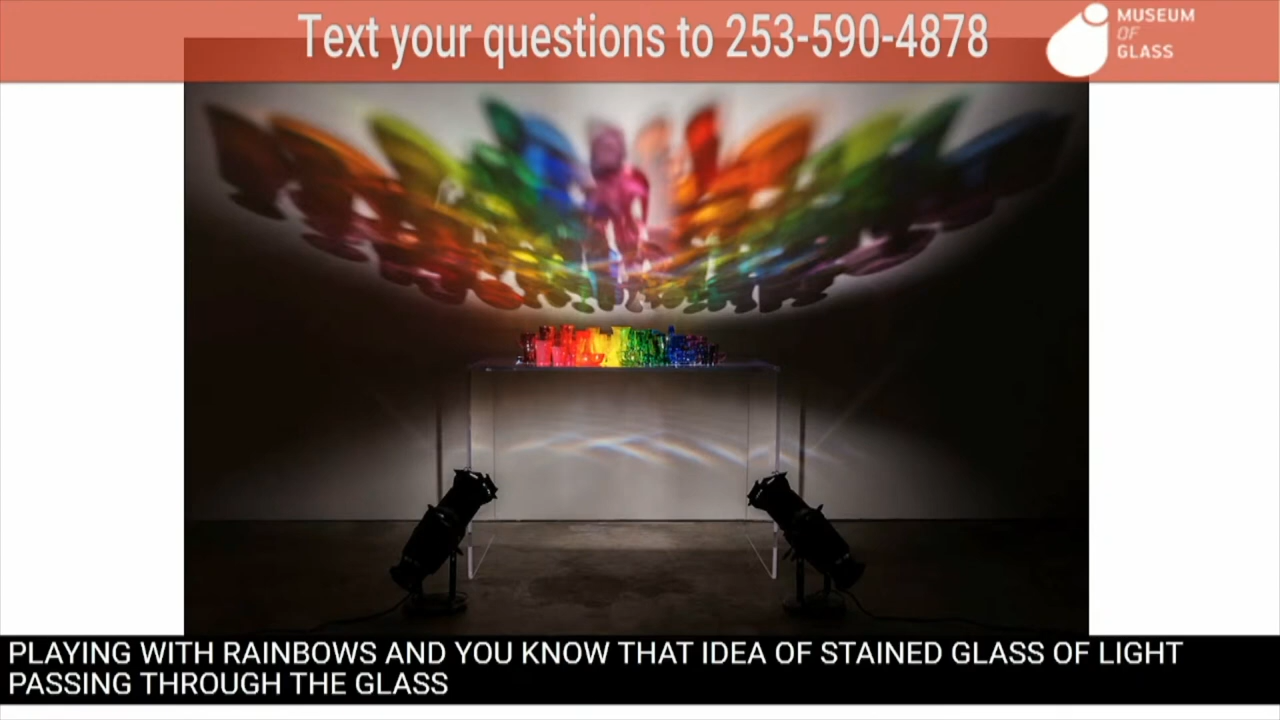 Text your questions to 253-590-4878
MUSEUM
OF
GLASS
PLAYING WITH RAINBOWS AND YOU KNOW THAT IDEA OF STAINED GLASS OF LIGHT
PASSING THROUGH THE GLASS